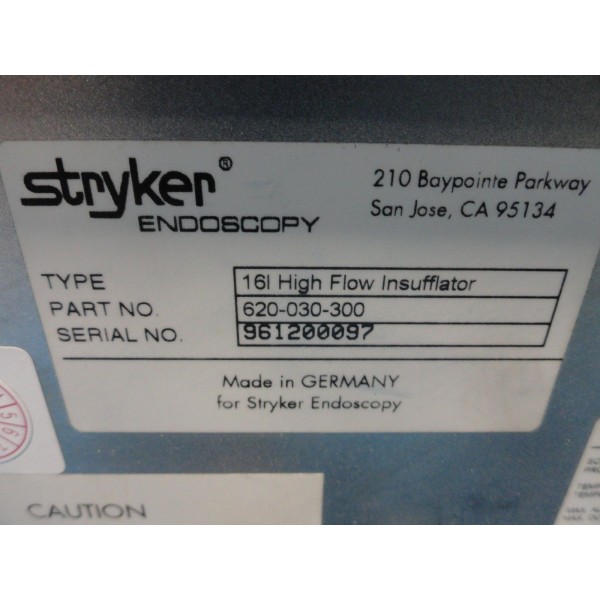 stryker®
ENDOSCOPY
210 Baypointe Parkway
San Jose, CA 95134
TYPE 16l High Flow Insufflator
PART NO. 620-030-300
SERIAL NO. 961200097
Made in GERMANY
for Stryker Endoscopy
CAUTION